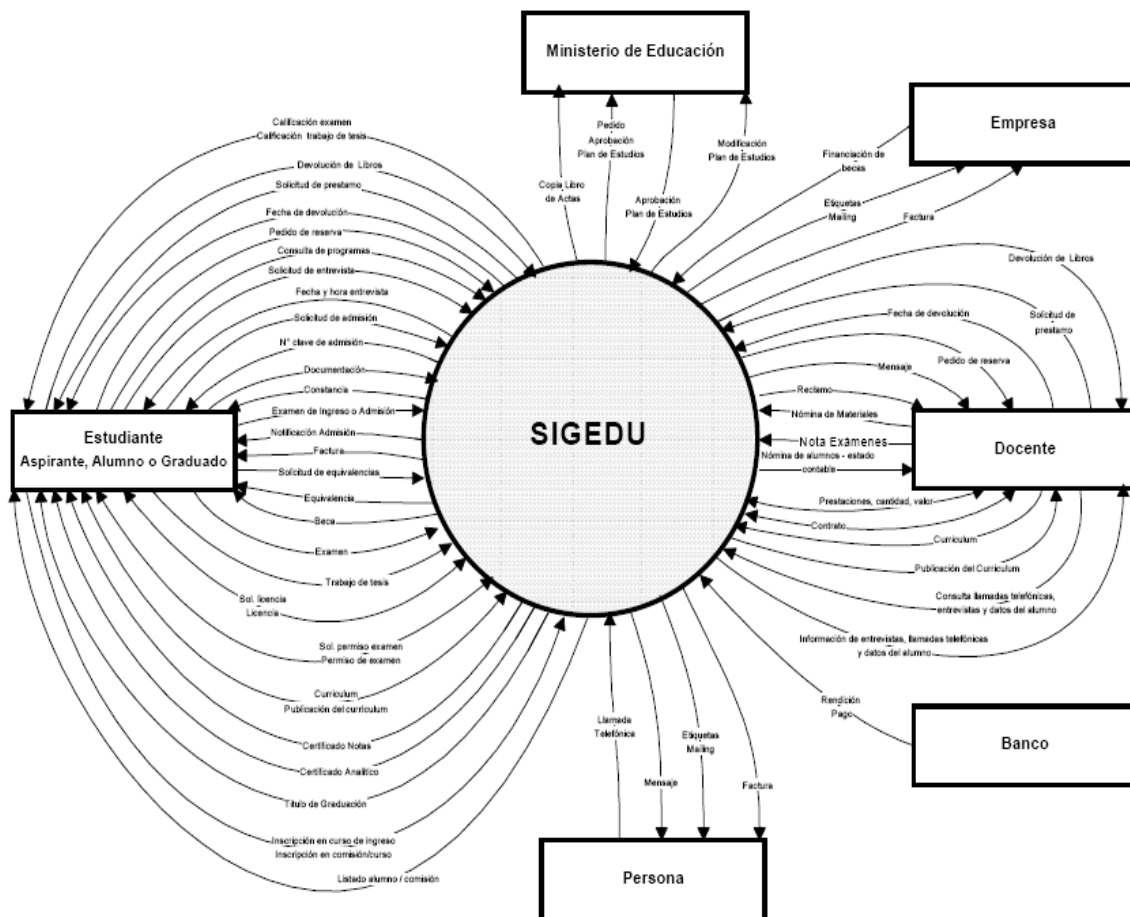 Ministerio de Educación
Empresa
Calificación examen
Calificación trabajo de tesis
Devolución de Libros
Solicitud de prestamo
Fecha de devolución
Pedido de reserva
Consulta de programas
Solicitud de entrevista
Fecha y hora entrevista
Solicitud de admisión
N° clave de admisión
Documentación
Constancia
Examen de Ingreso o Admisión
Notificación Admisión
Factura
Solicitud de equivalencias
Equivalencia
Beca
Examen
Trabajo de tesis
Sol. licencia
Licencia
Sol. permiso examen
Permiso de examen
Curriculum
Publicación del curriculum
Certificado Notas
Certificado Analítico
Titulo de Graduación
Inscripción en curso de ingreso
Inscripción en comisión/curso
Listado alumno / comisión
Estudiante
Aspirante, Alumno o Graduado
SIGEDU
Copia Libro
de Actas
Pedido
Aprobación
Plan de Estudios
Aprobación
Plan de Estudios
Modificación
Plan de Estudios
Financiación de
becas
Etiquetas
Mailing
Factura
Devolución de Libros
Solicitud de
prestamo
Fecha de devolución
Pedido de reserva
Mensaje
Reclamo
Nómina de Materiales
Nota Exámenes
Nómina de alumnos - estado
contable
Docente
Prestaciones, cantidad, valor
Contrato
Curriculum
Publicación del Curriculum
Consulta llamadas telefónicas,
entrevistas y datos del alumno
Información de entrevistas, llamadas telefónicas
y datos del alumno
Rendición
Pago
Banco
Llamada
Telefónica
Mensaje
Etiquetas
Mailing
Factura
Persona